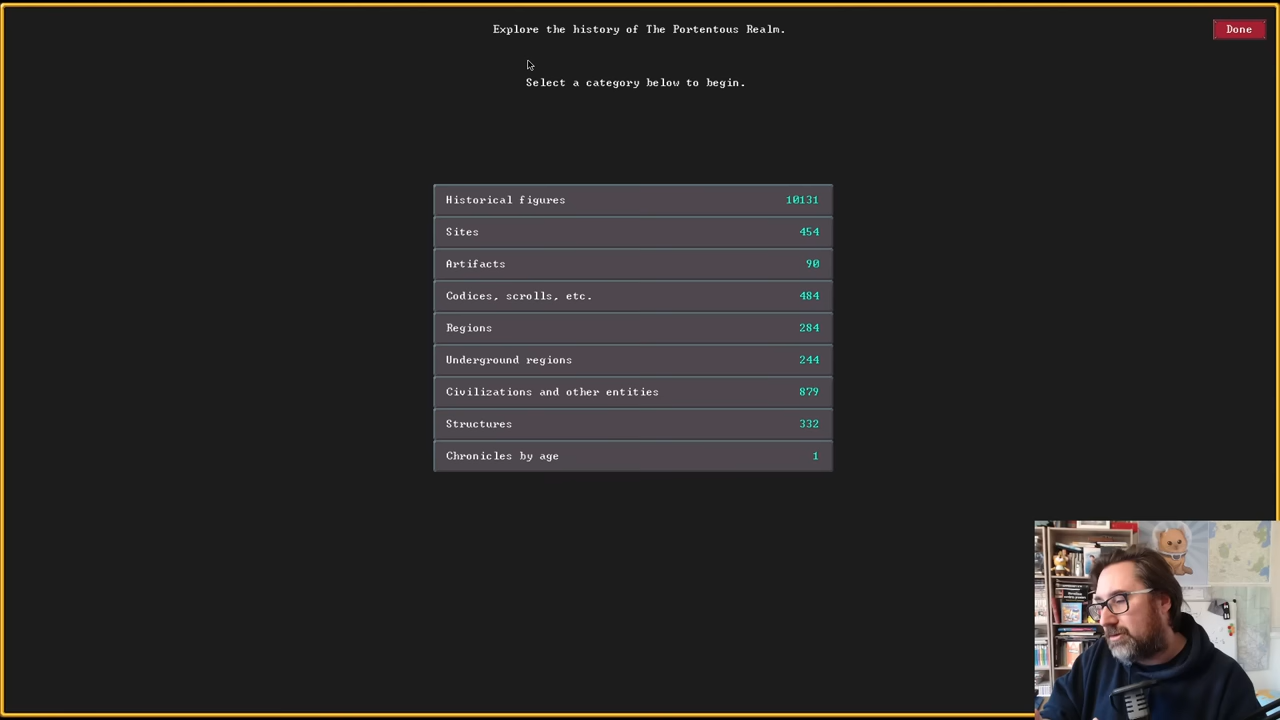 Explore the history of The Portentous Realm.
Done
Select a category below to begin.
Historical figures 10131
Sites 454
Artifacts 90
Codices, scrolls, etc. 484
Regions 284
Underground regions 244
Civilizations and other entities 879
Structures 332
Chronicles by age 1